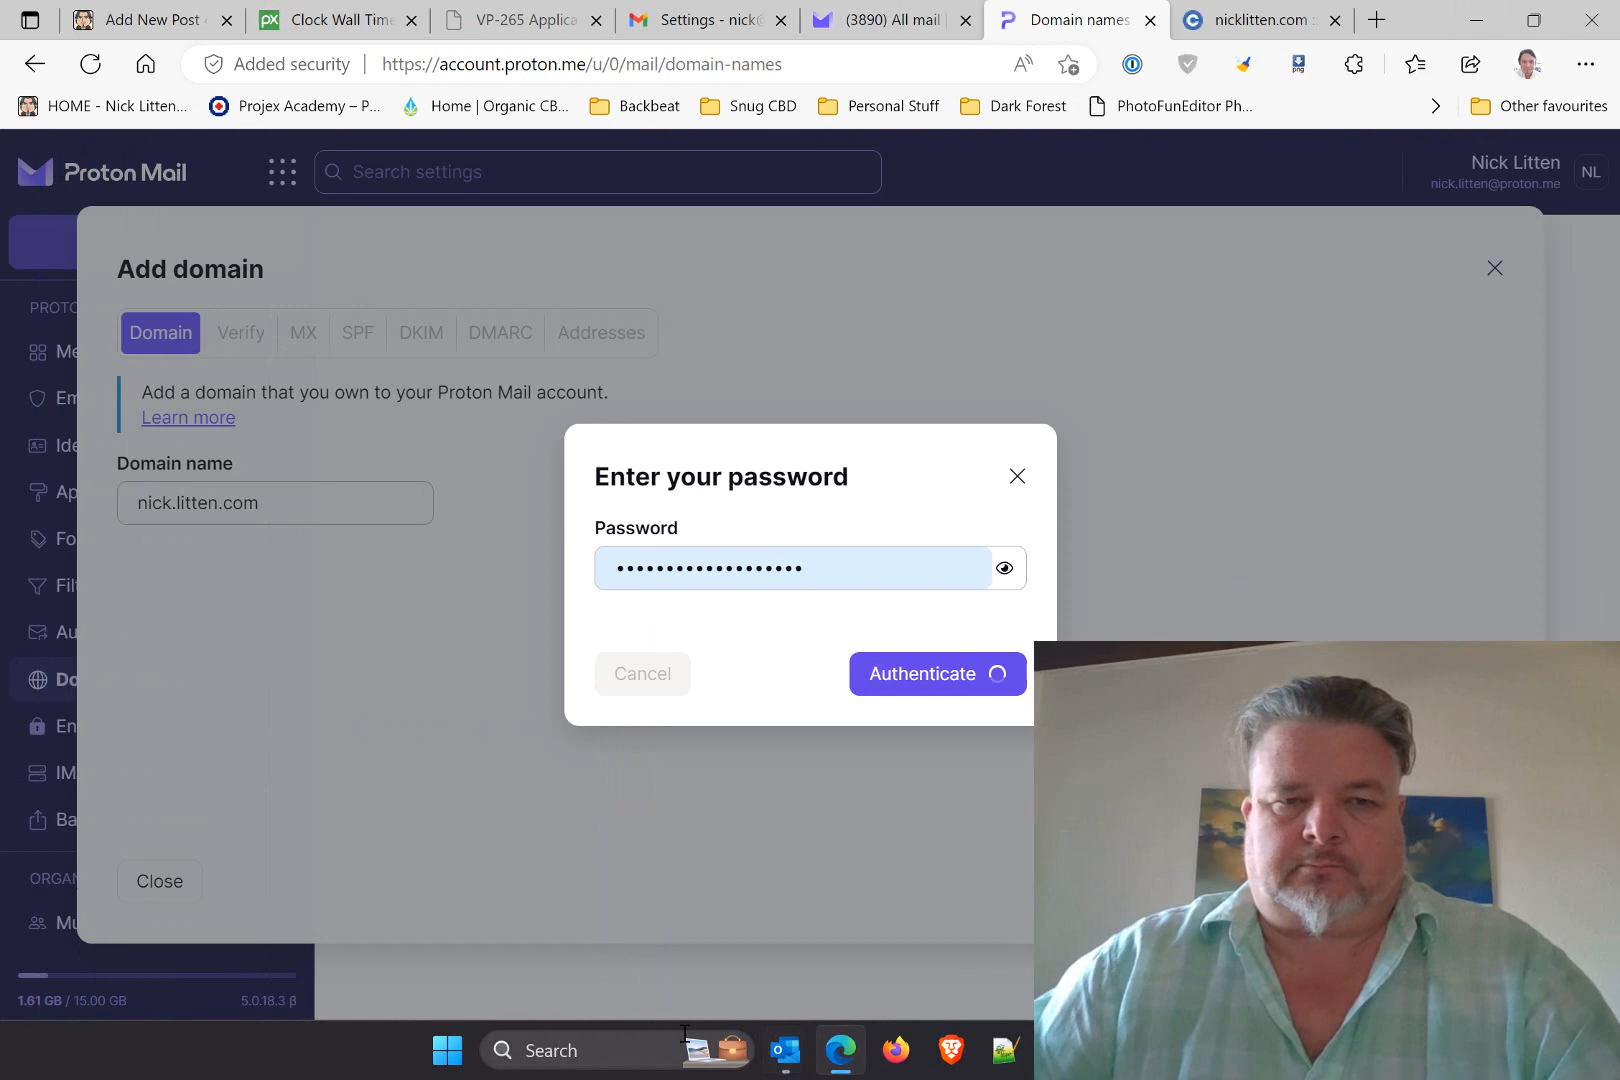 Add New Post
Clock Wall Time
VP-265 Applica
Settings - nick@
(3890) All mail
Domain names
nicklitten.com
Added security
https://account.proton.me/u/0/mail/domain-names
HOME - Nick Litten...
Projex Academy – P...
Home | Organic CB...
Backbeat
Snug CBD
Personal Stuff
Dark Forest
PhotoFunEditor Ph...
Other favourites
Proton Mail
Search settings
Nick Litten
nick.litten@proton.me
NL
Add domain
PROTO
Domain
Verify
MX
SPF
DKIM
DMARC
Addresses
Me
Add a domain that you own to your Proton Mail account.
Em
Learn more
Ide
Domain name
Enter your password
Ap
nick.litten.com
Password
Fo
Filt
Au
Do
Cancel
Authenticate
En
IM
Ba
ORGAN
Close
Mu
1.61 GB / 15.00 GB
5.0.18.3 β
Search